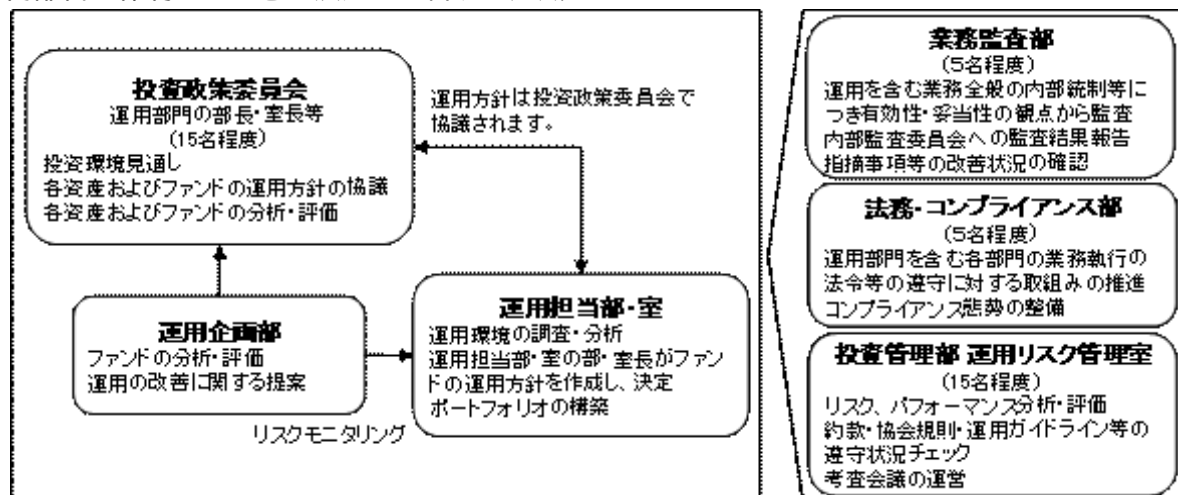 投資政策委員会
運用部門の部長・室長等
(15名程度)
投資環境見通し
各資産およびファンドの運用方針の協議
各資産およびファンドの分析・評価
運用方針は投資政策委員会で
協議されます。
運用企画部
ファンドの分析・評価
運用の改善に関する提案
リスクモニタリング
運用担当部・室
運用環境の調査・分析
運用担当部・室の部・室長がファン
ドの運用方針を作成し、決定
ポートフォリオの構築
業務監査部
(5名程度)
運用を含む業務全般の内部統制等に
つき有効性・妥当性の観点から監査
内部監査委員会への監査結果報告
指摘事項等の改善状況の確認
法務・コンプライアンス部
(5名程度)
運用部門を含む各部門の業務執行の
法令等の遵守に対する取組みの推進
コンプライアンス態勢の整備
投資管理部 運用リスク管理室
(15名程度)
リスク、パフォーマンス分析・評価
約款・協会規則・運用ガイドライン等の
遵守状況チェック
考査会議の運営